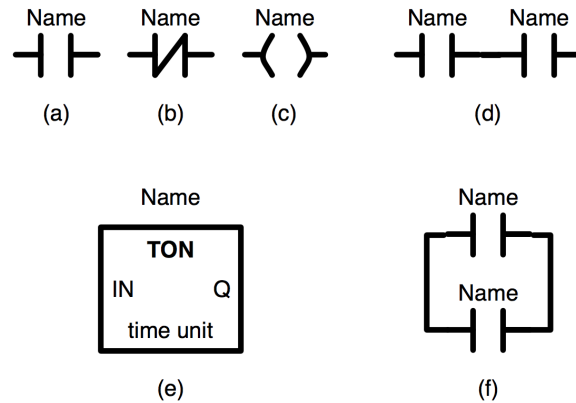 Name Name Name Name Name
(a) (b) (c) (d)
Name Name
TON
IN Q
Name
time unit
(e) (f)